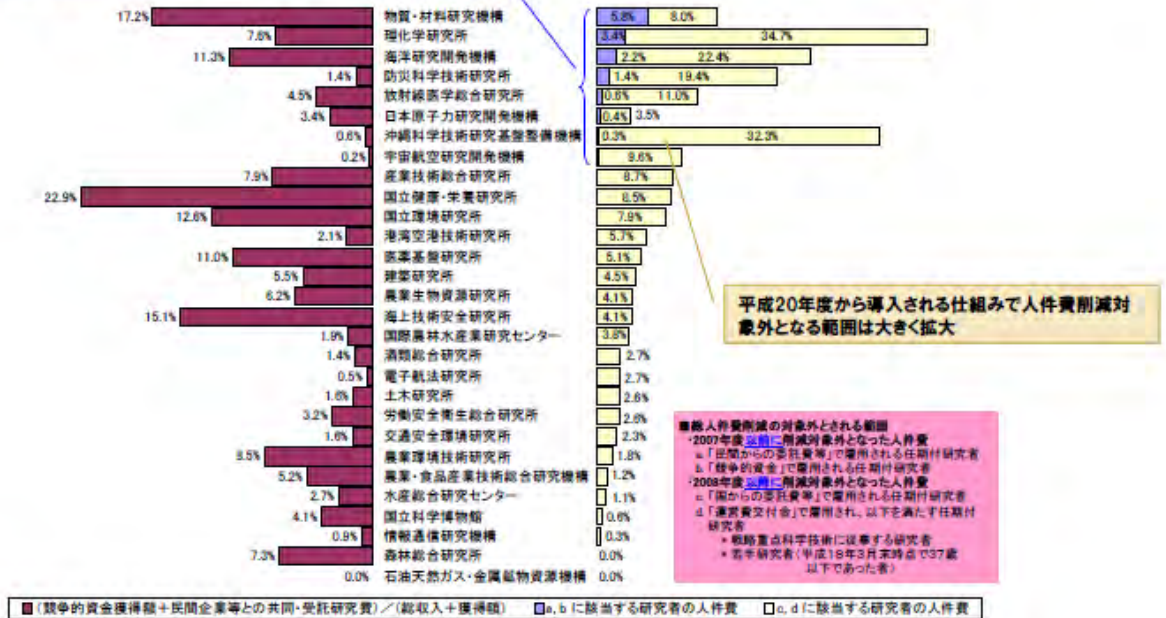 17.2% 物質・材料研究機構 5.8% 8.0%
7.6% 理化学研究所 3.4% 34.7%
11.3% 海洋研究開発機構 2.2% 22.4%
1.4% 防災科学技術研究所 1.4% 19.4%
4.5% 放射線医学総合研究所 0.6% 11.0%
3.4% 日本原子力研究開発機構 0.4% 3.5%
0.6% 沖縄科学技術研究基盤整備機構 0.3% 32.3%
0.2% 宇宙航空研究開発機構 9.6%
7.9% 産業技術総合研究所 8.7%
22.9% 国立健康・栄養研究所 8.5%
12.6% 国立環境研究所 7.9%
2.1% 港湾空港技術研究所 5.7%
11.0% 医薬基盤研究所 5.1%
5.5% 建築研究所 4.5%
6.2% 農業生物資源研究所 4.1%
15.1% 海上技術安全研究所 4.1%
1.9% 国際農林水産業研究センター 3.8%
1.4% 酒類総合研究所 2.7%
0.5% 電子航法研究所 2.7%
1.6% 土木研究所 2.6%
3.2% 労働安全衛生総合研究所 2.6%
1.6% 交通安全環境研究所 2.3%
8.5% 農業環境技術研究所 1.8%
5.2% 農業・食品産業技術総合研究機構 1.2%
2.7% 水産総合研究センター 1.1%
4.1% 国立科学博物館 0.6%
0.9% 情報通信研究機構 0.3%
7.3% 森林総合研究所 0.0%
0.0% 石油天然ガス・金属鉱物資源機構 0.0%
平成20年度から導入される仕組みで人件費削減対
象外となる範囲は大きく拡大
■総人件費削減の対象外とされる範囲
・2007年度以前に削減対象外となった人件費
a.「民間からの委託費等」で雇用される任期付研究者
b.「競争的資金」で雇用される任期付研究者
・2008年度以前に削減対象外となった人件費
c.「国からの委託費等」で雇用される任期付研究者
d.「運営費交付金」で雇用され、以下を満たす任期付
研究者
* 戦略重点科学技術に従事する研究者
* 若手研究者(平成18年3月末時点で37歳
以下であった者)
(競争的資金獲得額+民間企業等との共同・受託研究費)/(総収入+獲得額) a, b に該当する研究者の人件費 c, d に該当する研究者の人件費